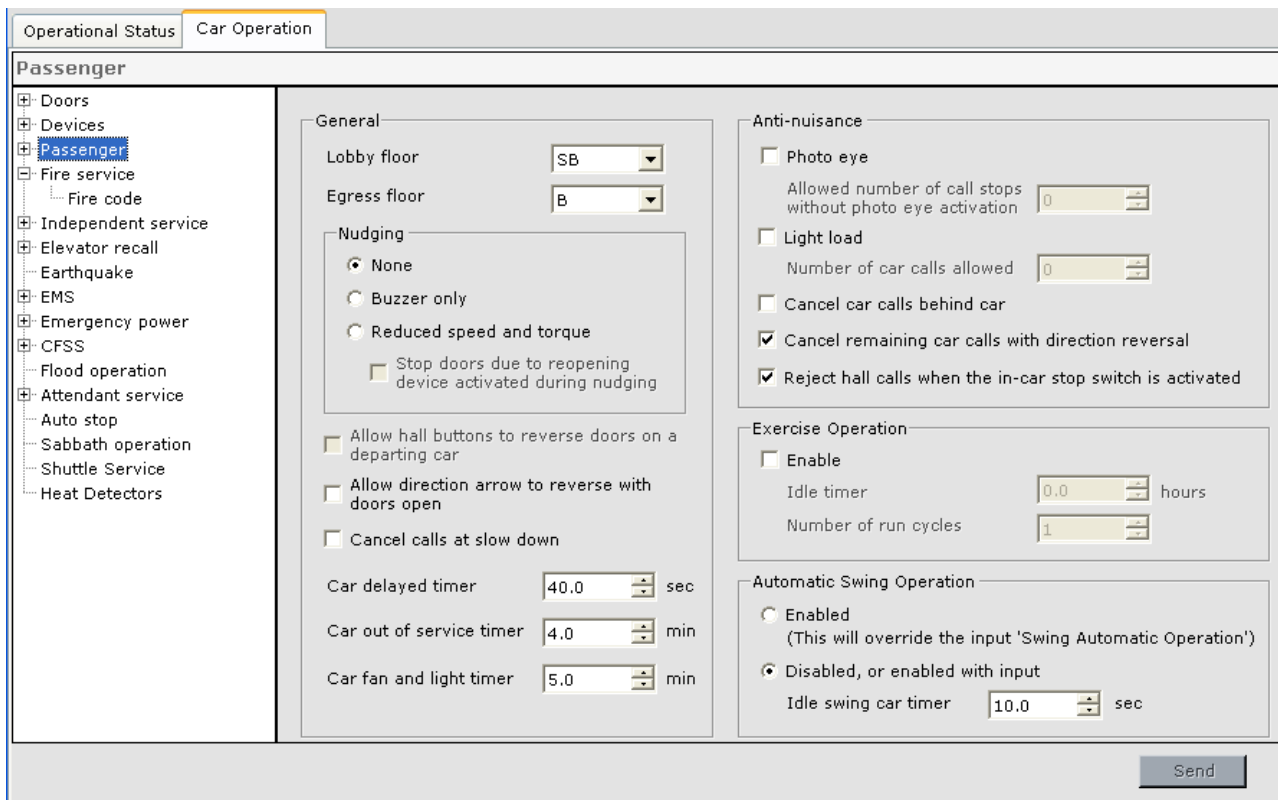 Operational Status
Car Operation
Passenger
Doors
Devices
Passenger
Fire service
Fire code
Independent service
Elevator recall
Earthquake
EMS
Emergency power
CFSS
Flood operation
Attendant service
Auto stop
Sabbath operation
Shuttle Service
Heat Detectors
General
Lobby floor SB
Egress floor B
Nudging
None
Buzzer only
Reduced speed and torque
Stop doors due to reopening
device activated during nudging
Allow hall buttons to reverse doors on a
departing car
Allow direction arrow to reverse with
doors open
Cancel calls at slow down
Car delayed timer 40.0 sec
Car out of service timer 4.0 min
Car fan and light timer 5.0 min
Anti-nuisance
Photo eye
Allowed number of call stops
without photo eye activation 0
Light load
Number of car calls allowed 0
Cancel car calls behind car
Cancel remaining car calls with direction reversal
Reject hall calls when the in-car stop switch is activated
Exercise Operation
Enable
Idle timer 0.0 hours
Number of run cycles 1
Automatic Swing Operation
Enabled
(This will override the input 'Swing Automatic Operation')
Disabled, or enabled with input
Idle swing car timer 10.0 sec
Send